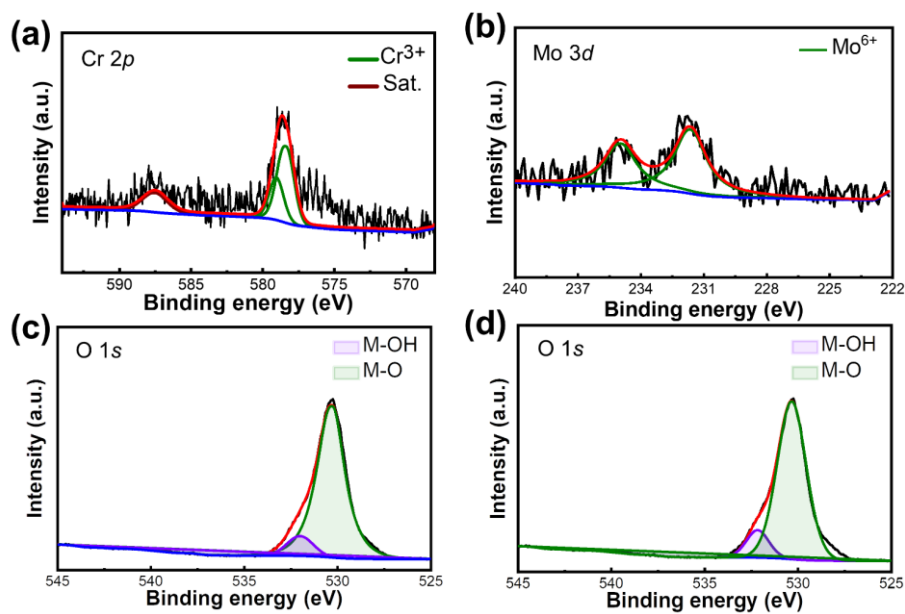 (a)
Cr 2p
Cr3+
Sat.
Intensity (a.u.)
590 585 580 575 570
Binding energy (eV)
(b)
Mo 3d
Mo6+
Intensity (a.u.)
240 237 234 231 228 225 222
Binding energy (eV)
(c)
O 1s
M-OH
M-O
Intensity (a.u.)
545 540 535 530 525
Binding energy (eV)
(d)
O 1s
M-OH
M-O
Intensity (a.u.)
545 540 535 530 525
Binding energy (eV)